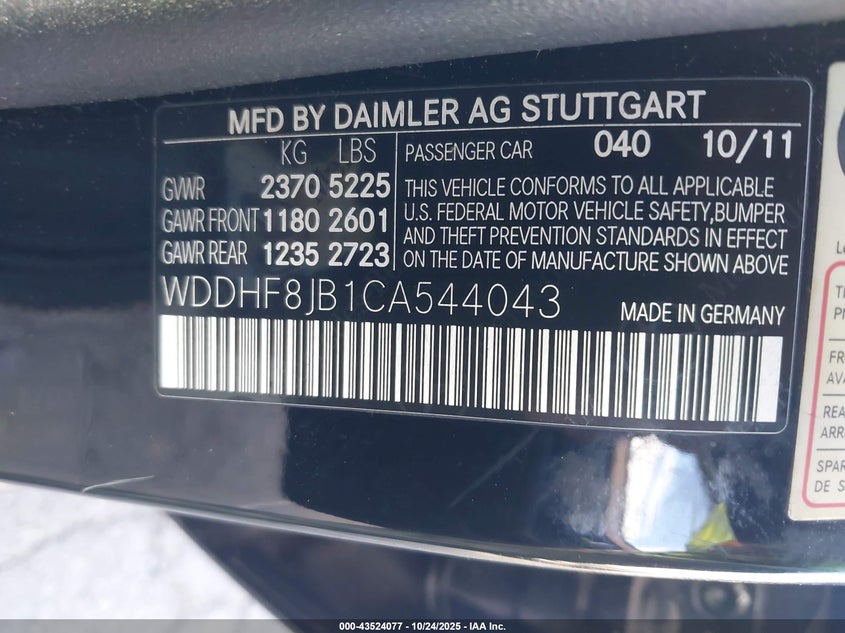 MFD BY DAIMLER AG STUTTGART
KG LBS
GVWR 2370 5225
GAWR FRONT 1180 2601
GAWR REAR 1235 2723
PASSENGER CAR 040 10/11
THIS VEHICLE CONFORMS TO ALL APPLICABLE
U.S. FEDERAL MOTOR VEHICLE SAFETY, BUMPER
AND THEFT PREVENTION STANDARDS IN EFFECT
ON THE DATE OF MANUFACTURE SHOWN ABOVE
WDDHF8JB1CA544043 MADE IN GERMANY
SPAR
DE S
000-43524077 - 10/24/2025 - IAA Inc.